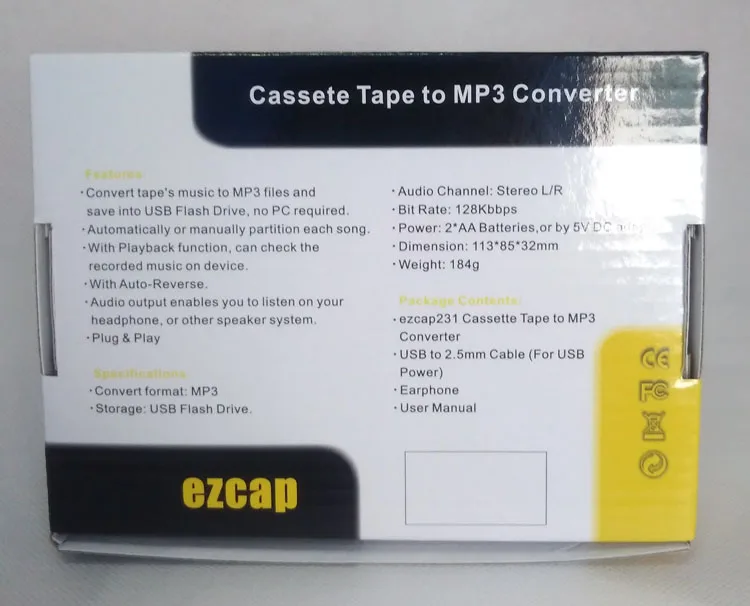 Cassete Tape to MP3 Converter
Features
·Convert tape's music to MP3 files and
save into USB Flash Drive, no PC required.
·Automatically or manually partition each song.
·With Playback function, can check the
recorded music on device.
·With Auto-Reverse.
·Audio output enables you to listen on your
headphone, or other speaker system.
·Plug & Play
Specifications
·Convert format: MP3
·Storage: USB Flash Drive.
·Audio Channel: Stereo L/R
·Bit Rate: 128Kbbps
·Power: 2*AA Batteries,or by 5V DC
·Dimension: 113*85*32mm
·Weight: 184g
Package Contents:
·ezcap231 Cassette Tape to MP3
Converter
·USB to 2.5mm Cable (For USB
Power)
·Earphone
·User Manual
CE
FC
ezcap